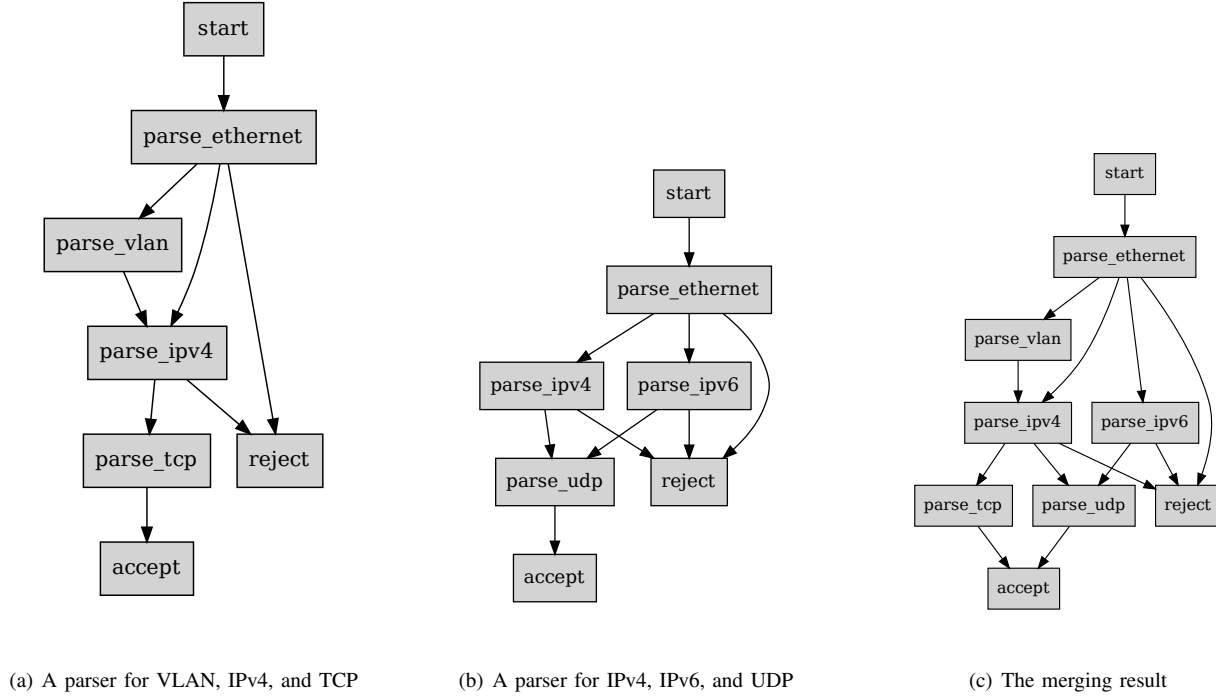 start
parse_ethernet
parse_vlan
parse_ipv4
parse_tcp
reject
accept
(a) A parser for VLAN, IPv4, and TCP
start
parse_ethernet
parse_ipv4
parse_ipv6
parse_udp
reject
accept
(b) A parser for IPv4, IPv6, and UDP
start
parse_ethernet
parse_vlan
parse_ipv4
parse_ipv6
parse_tcp
parse_udp
reject
accept
(c) The merging result